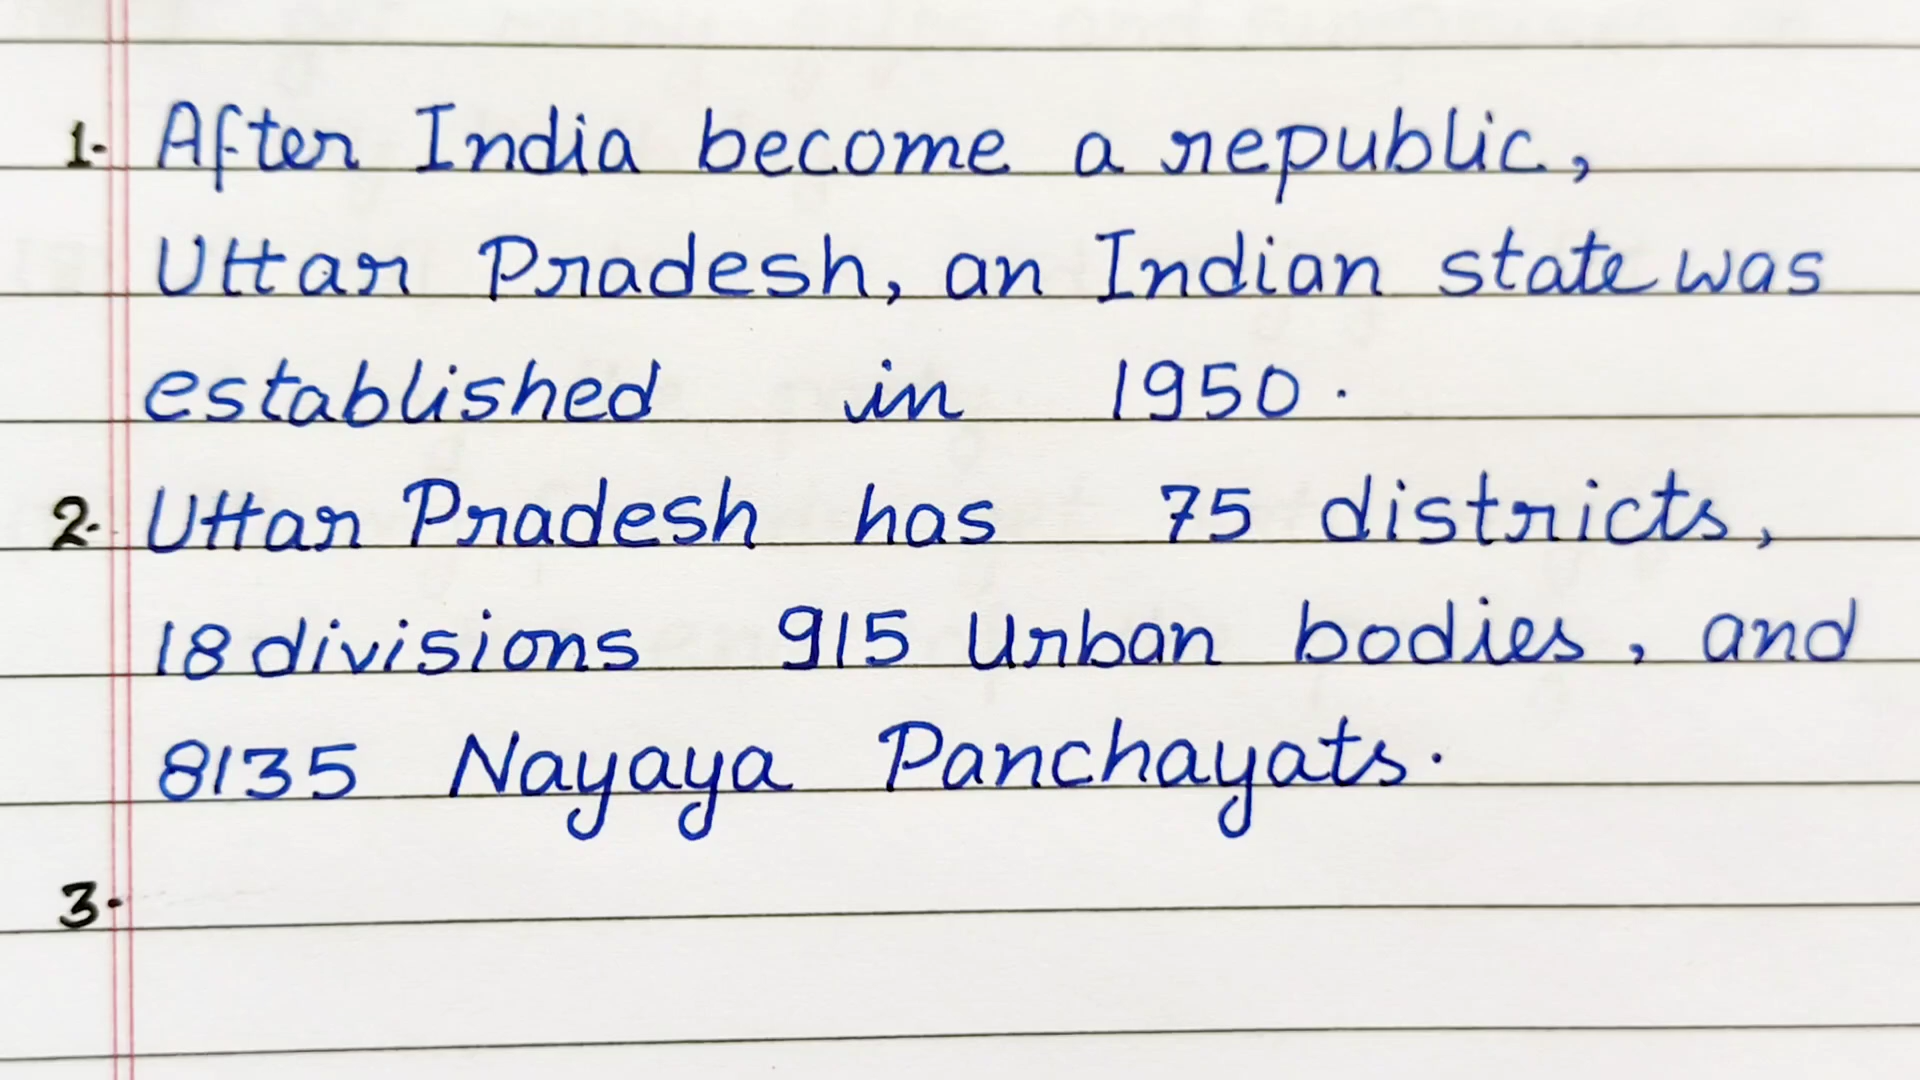 1. After India become a republic,
Uttar Pradesh, an Indian state was
established in 1950.
2. Uttar Pradesh has 75 districts,
18 divisions 915 Urban bodies, and
8135 Nayaya Panchayats.
3.